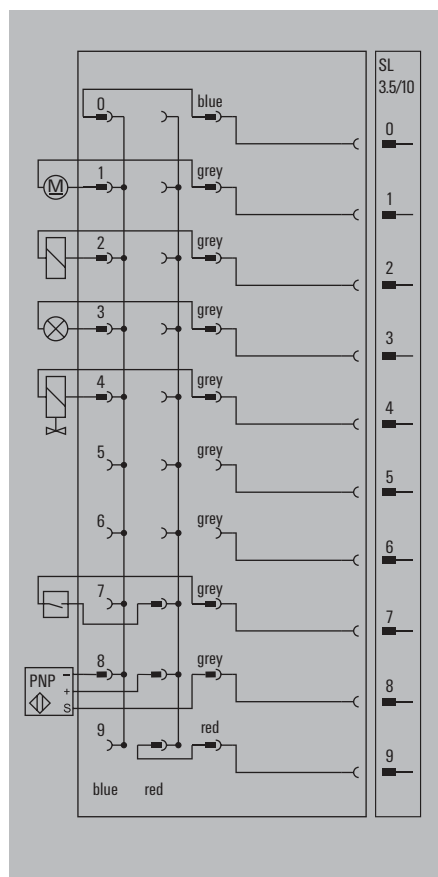 SL
3.5/10
0 blue 0
M 1 grey 1
2 grey 2
3 grey 3
4 grey 4
5 grey 5
6 grey 6
7 grey 7
8 grey 8
PNP - + S
9 red 9
blue red